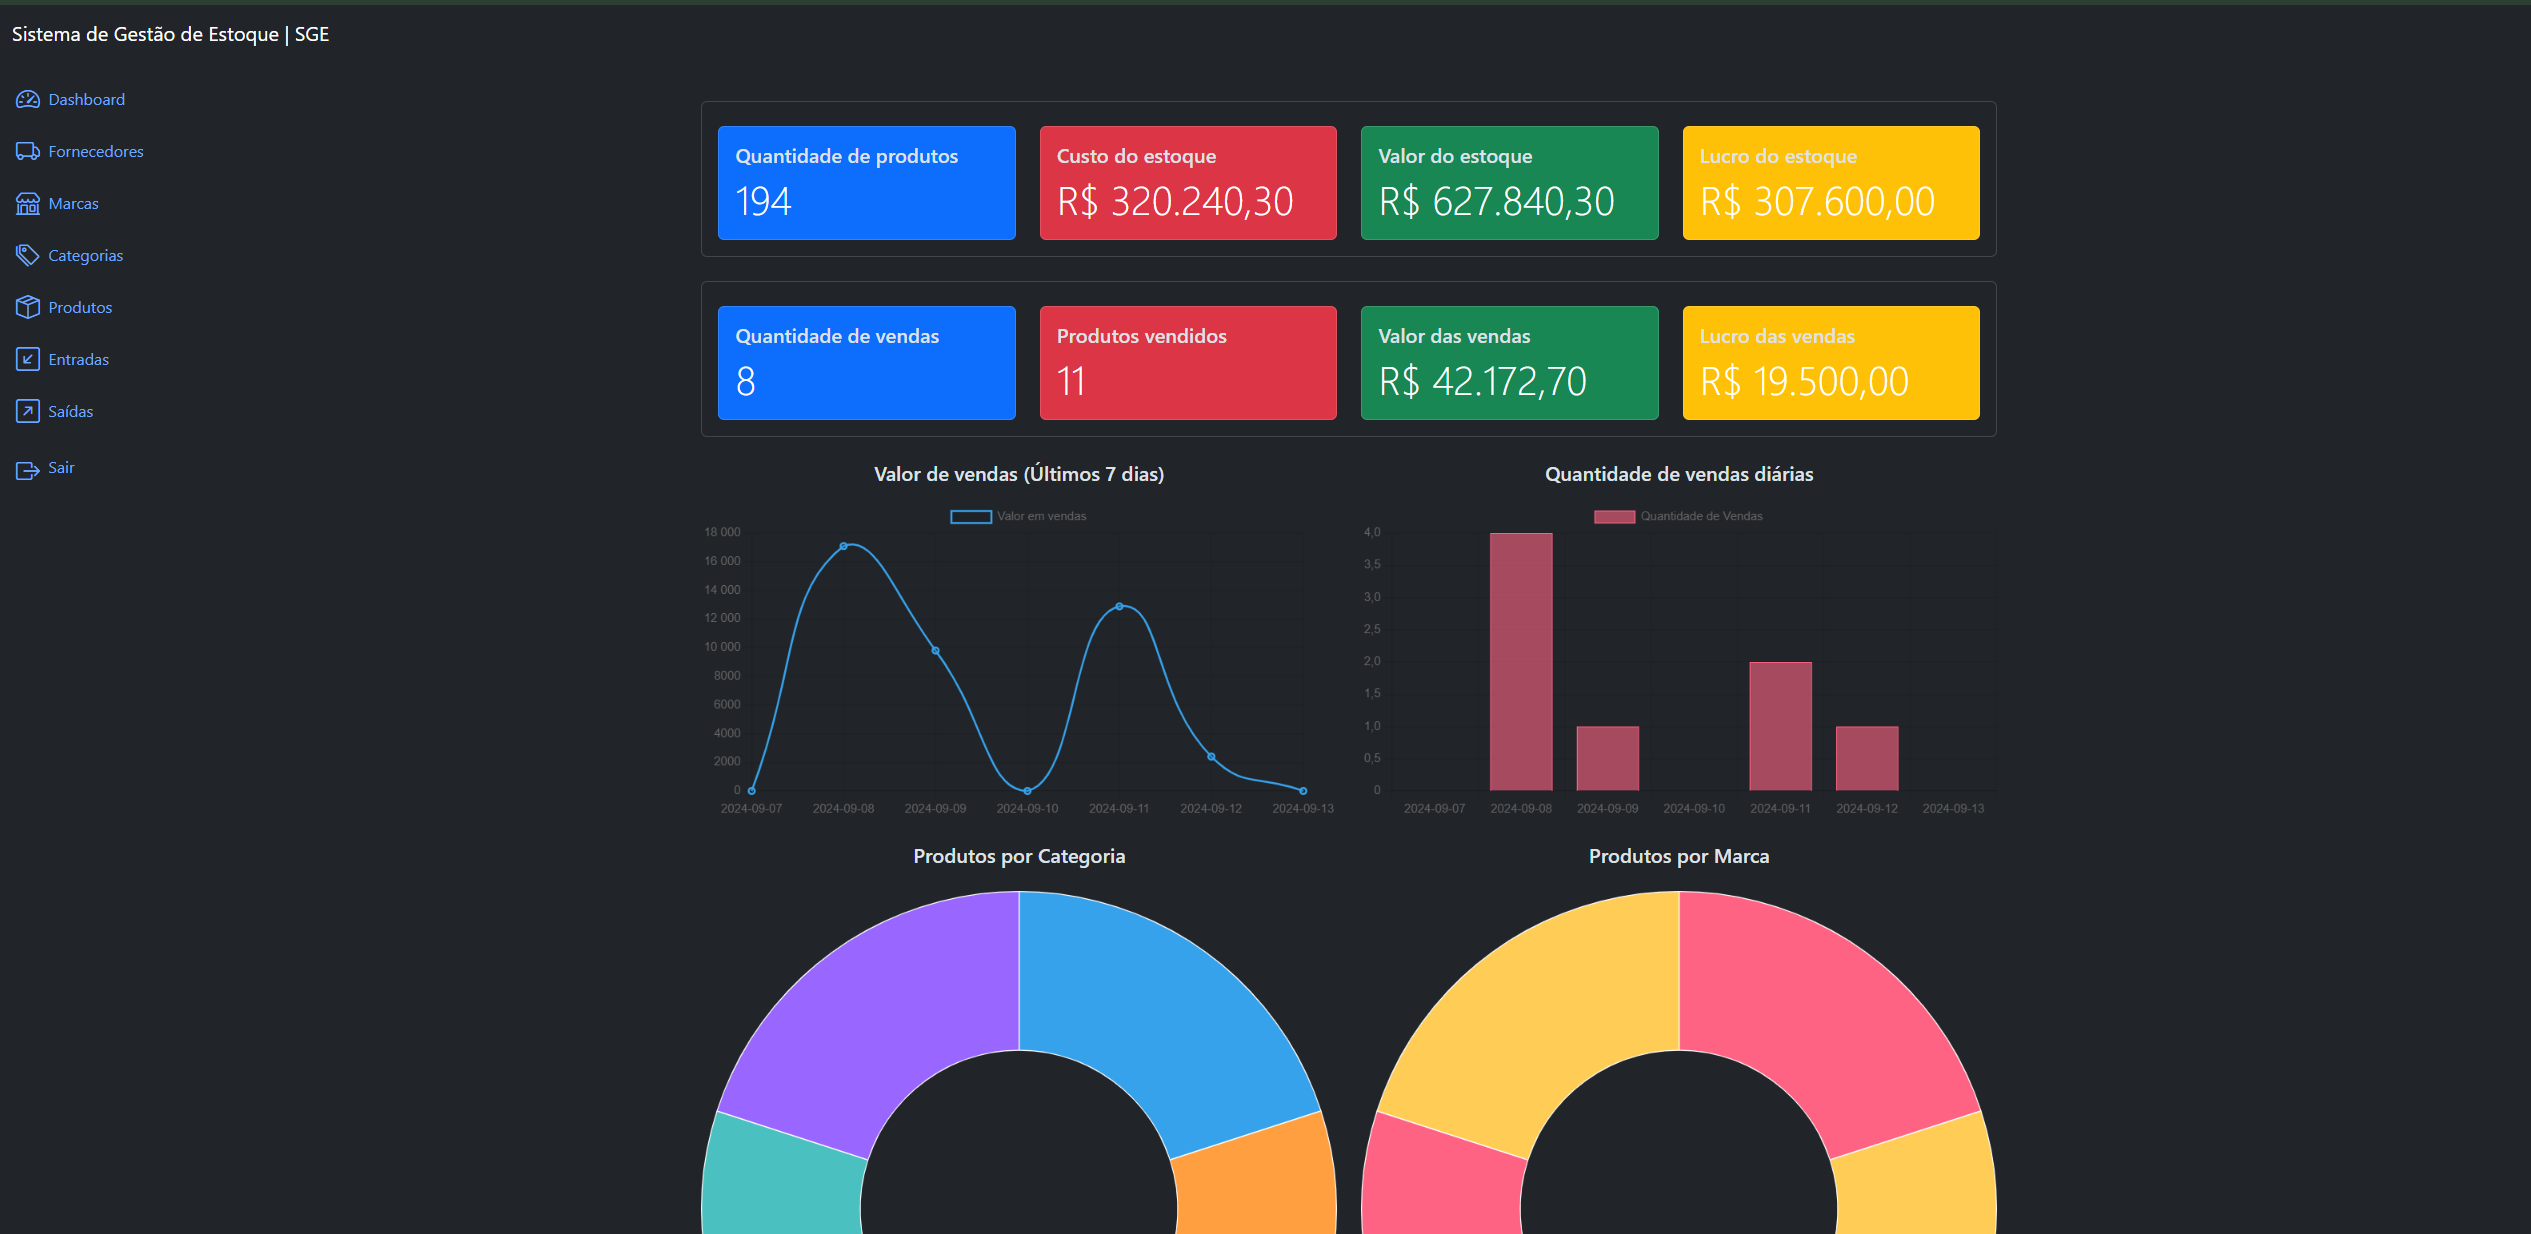 Sistema de Gestão de Estoque | SGE
Dashboard
Fornecedores
Marcas
Categorias
Produtos
Entradas
Saídas
Sair
Quantidade de produtos
194
Custo do estoque
R$ 320.240,30
Valor do estoque
R$ 627.840,30
Lucro do estoque
R$ 307.600,00
Quantidade de vendas
8
Produtos vendidos
11
Valor das vendas
R$ 42.172,70
Lucro das vendas
R$ 19.500,00
Valor de vendas (Últimos 7 dias)
Valor em vendas
18 000
16 000
14 000
12 000
10 000
8000
6000
4000
2000
0
2024-09-07 2024-09-08 2024-09-09 2024-09-10 2024-09-11 2024-09-12 2024-09-13
Quantidade de vendas diárias
Quantidade de Vendas
4,0
3,5
3,0
2,5
2,0
1,5
1,0
0,5
0
2024-09-07 2024-09-08 2024-09-09 2024-09-10 2024-09-11 2024-09-12 2024-09-13
Produtos por Categoria
Produtos por Marca